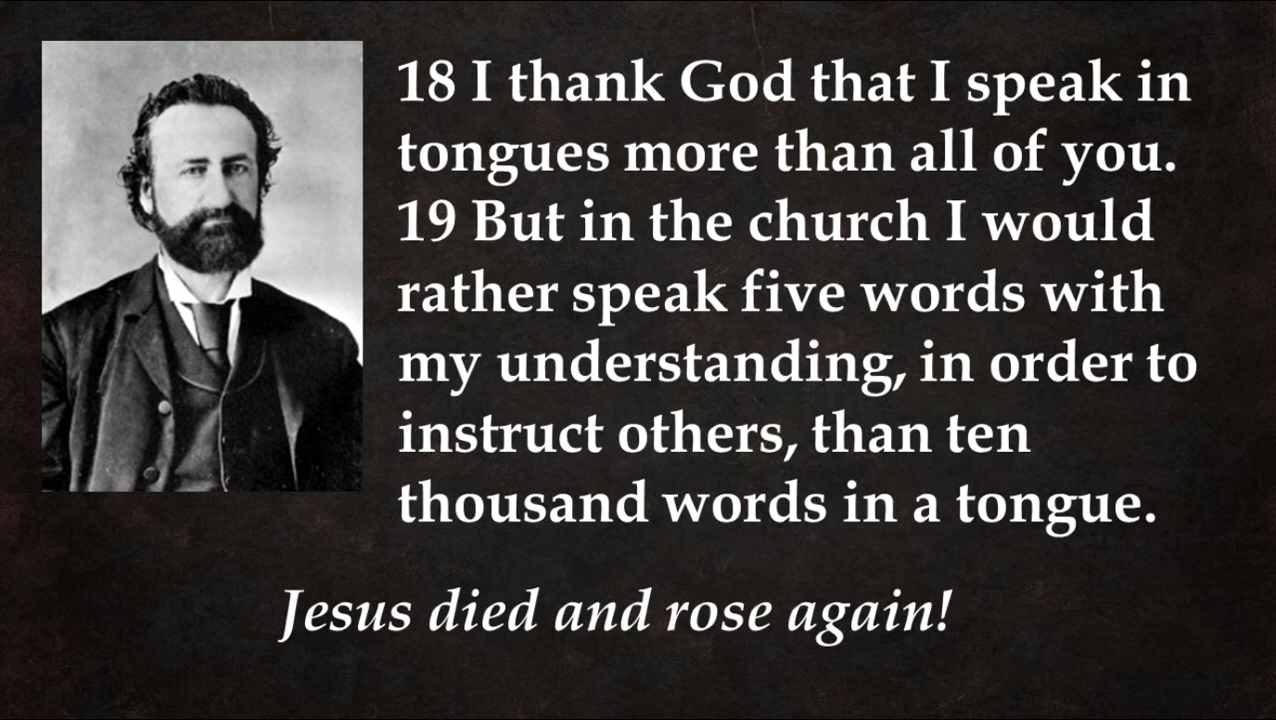 18 I thank God that I speak in
tongues more than all of you.
19 But in the church I would
rather speak five words with
my understanding, in order to
instruct others, than ten
thousand words in a tongue.
Jesus died and rose again!